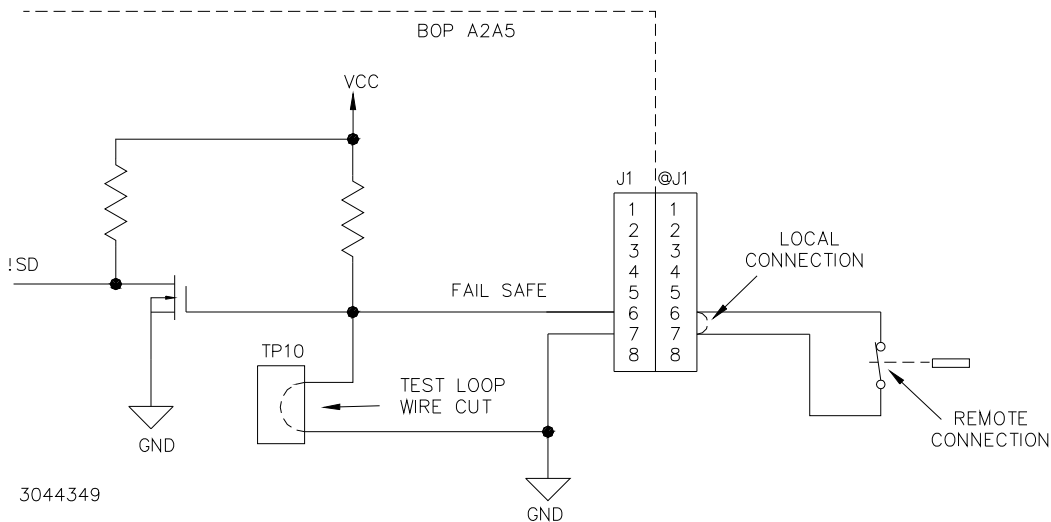 BOP A2A5
VCC
J1 @J1
1 1
2 2
3 3
4 4
5 5
6 6
7 7
8 8
LOCAL
CONNECTION
!SD
FAIL SAFE
TP10
TEST LOOP
WIRE CUT
REMOTE
CONNECTION
GND
GND
3044349